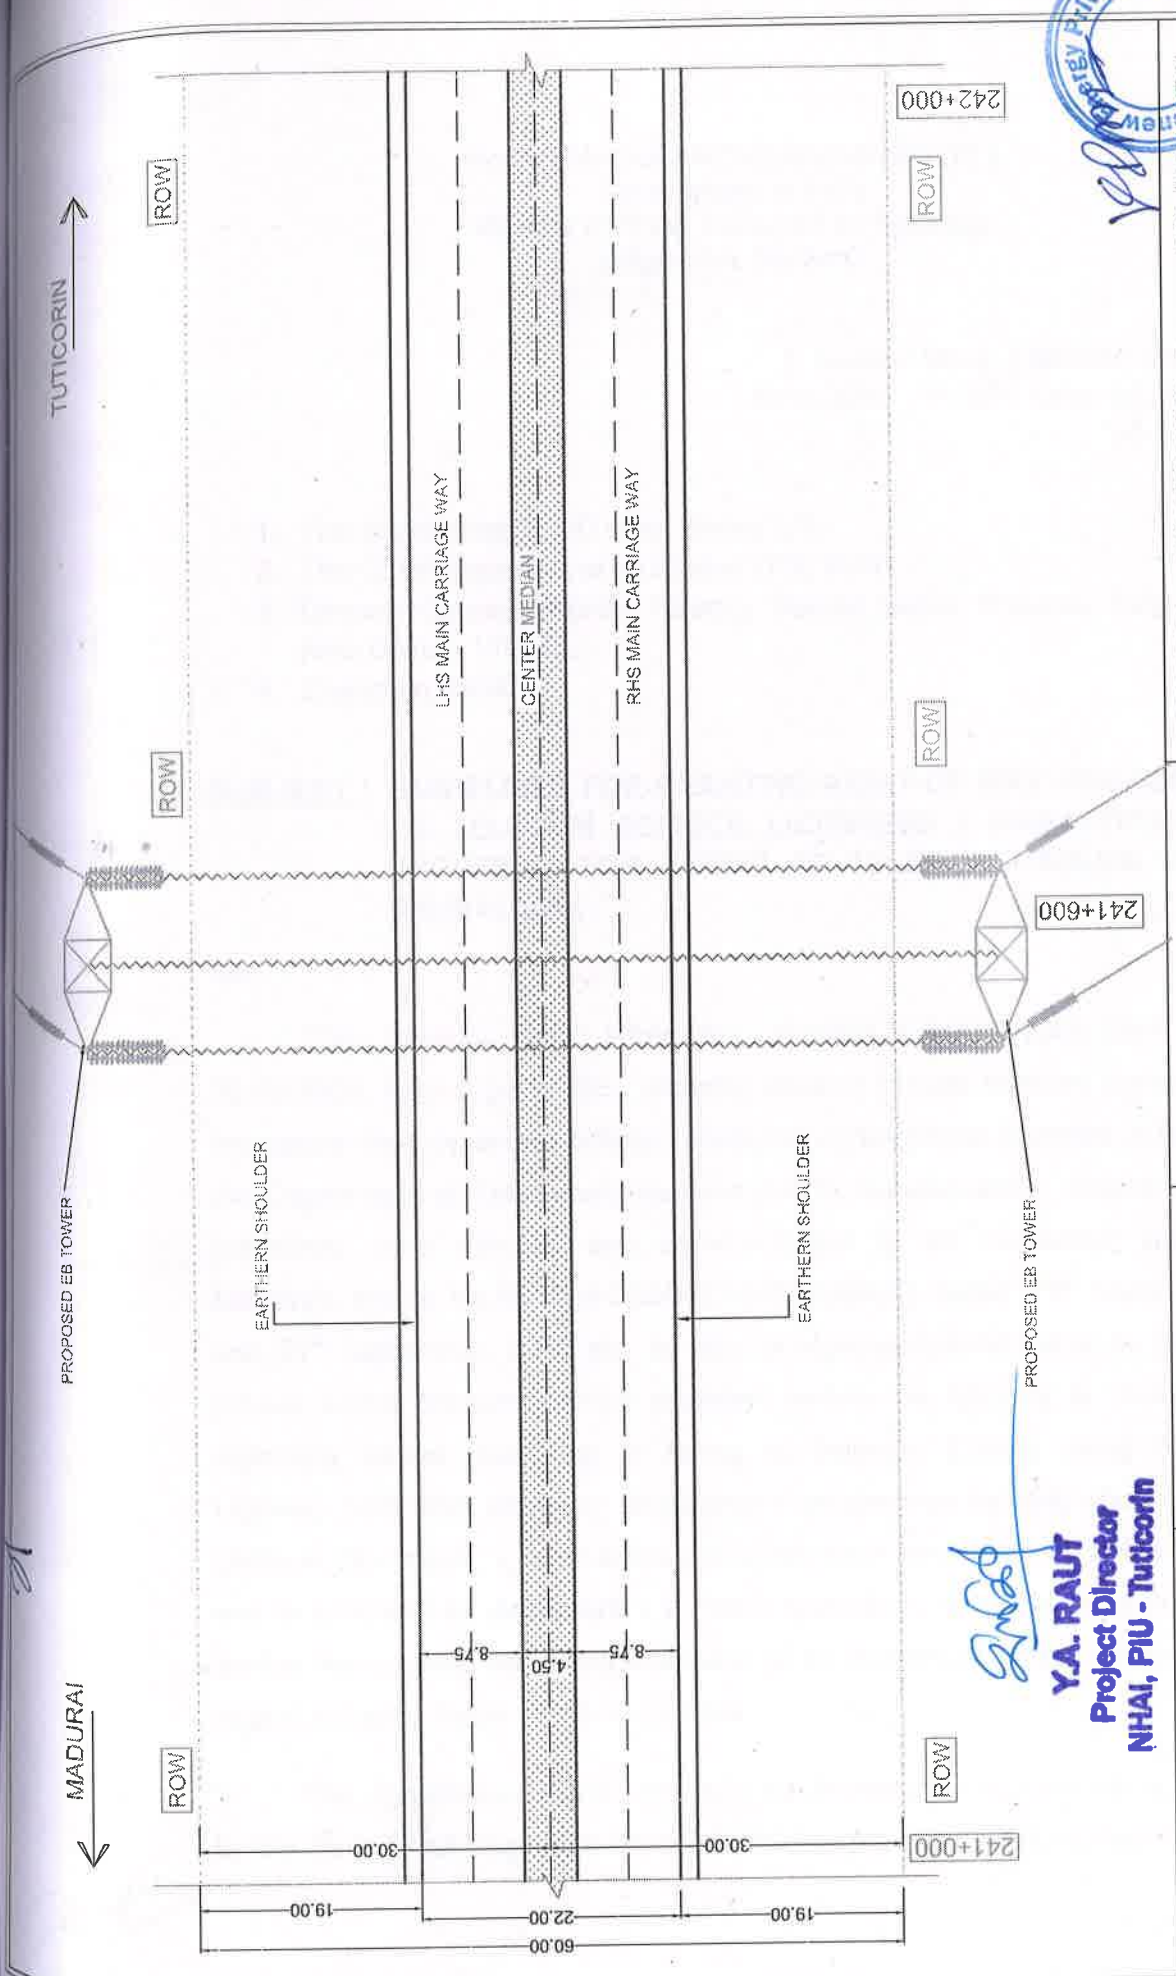 MADURAI
TUTICORIN
ROW
ROW
ROW
PROPOSED EB TOWER
EARTHERN SHOULDER
LHS MAIN CARRIAGE WAY
CENTER MEDIAN
RHS MAIN CARRIAGE WAY
EARTHERN SHOULDER
PROPOSED EB TOWER
ROW
ROW
ROW
241+000
241+600
242+000
60.00
19.00
22.00
19.00
30.00
30.00
8.75
4.50
8.75
Y.A. RAUT
Project Director
NHAI, PIU - Tuticorin